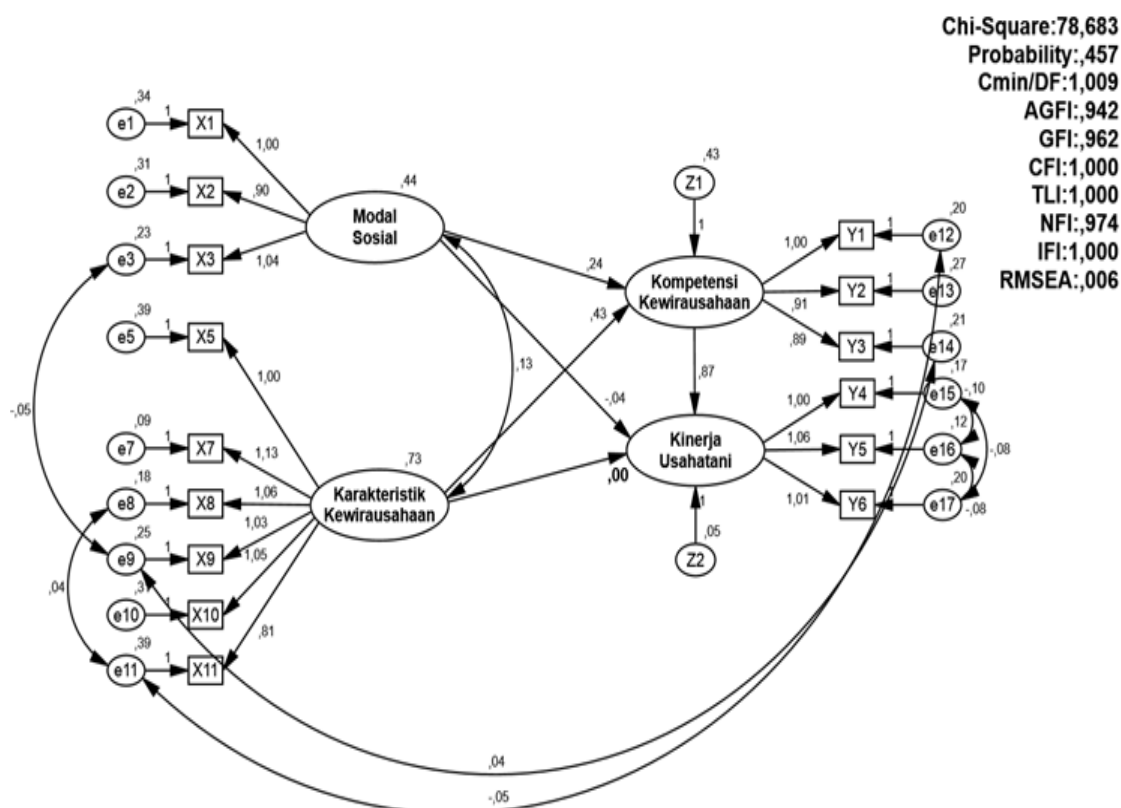 Chi-Square:78,683
Probability:,457
Cmin/DF:1,009
AGFI:,942
GFI:,962
CFI:1,000
TLI:1,000
NFI:,974
IFI:1,000
RMSEA:,006
,34
e1 1 X1
1,00
,31
e2 1 X2
,90
,23
e3 1 X3
1,04
,44
Modal
Sosial
,39
e5 1 X5
1,00
-,05
,09
e7 1 X7
1,13
,18
e8 1 X8
1,06
,25
e9 1 X9
1,03
,3
e10 1 X10
1,05
,39
e11 1 X11
,81
,04
,73
Karakteristik
Kewirausahaan
,13
,24
,43
-,04
,00
,43
Z1
1
Kompetensi
Kewirausahaan
,87
Kinerja
Usahatani
1
,05
Z2
,20
1,00 Y1 1 e12
,27
,91 Y2 1 e13
,21
,89 Y3 1 e14
,17
1,00 Y4 1 e15
-,10
,12
1,06 Y5 1 e16
-,08
,20
1,01 Y6 e17
-,08
,04
-,05